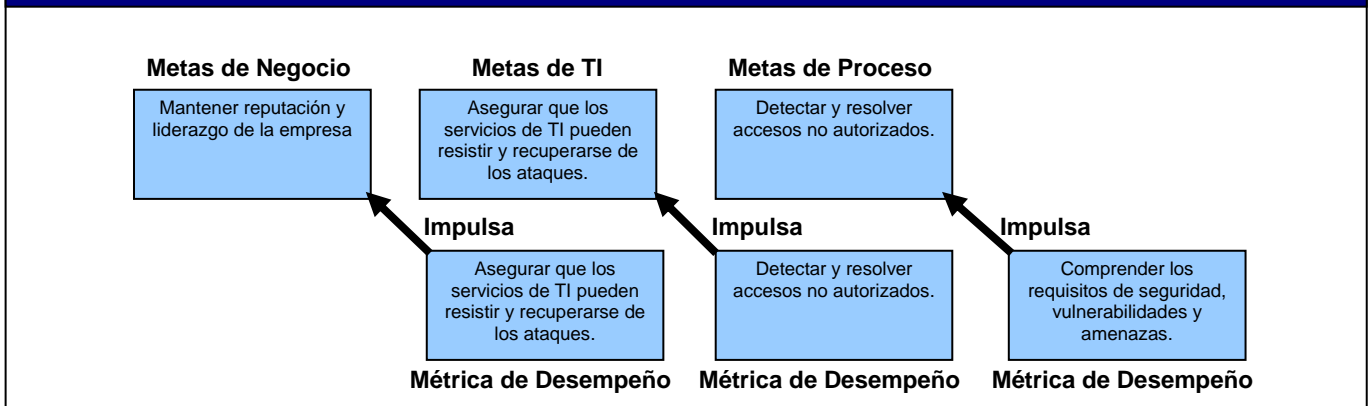 Metas de Negocio
Metas de TI
Metas de Proceso
Mantener reputación y
liderazgo de la empresa
Asegurar que los
servicios de TI pueden
resistir y recuperarse de
los ataques.
Detectar y resolver
accesos no autorizados.
Impulsa
Impulsa
Impulsa
Asegurar que los
servicios de TI pueden
resistir y recuperarse de
los ataques.
Detectar y resolver
accesos no autorizados.
Comprender los
requisitos de seguridad,
vulnerabilidades y
amenazas.
Métrica de Desempeño
Métrica de Desempeño
Métrica de Desempeño